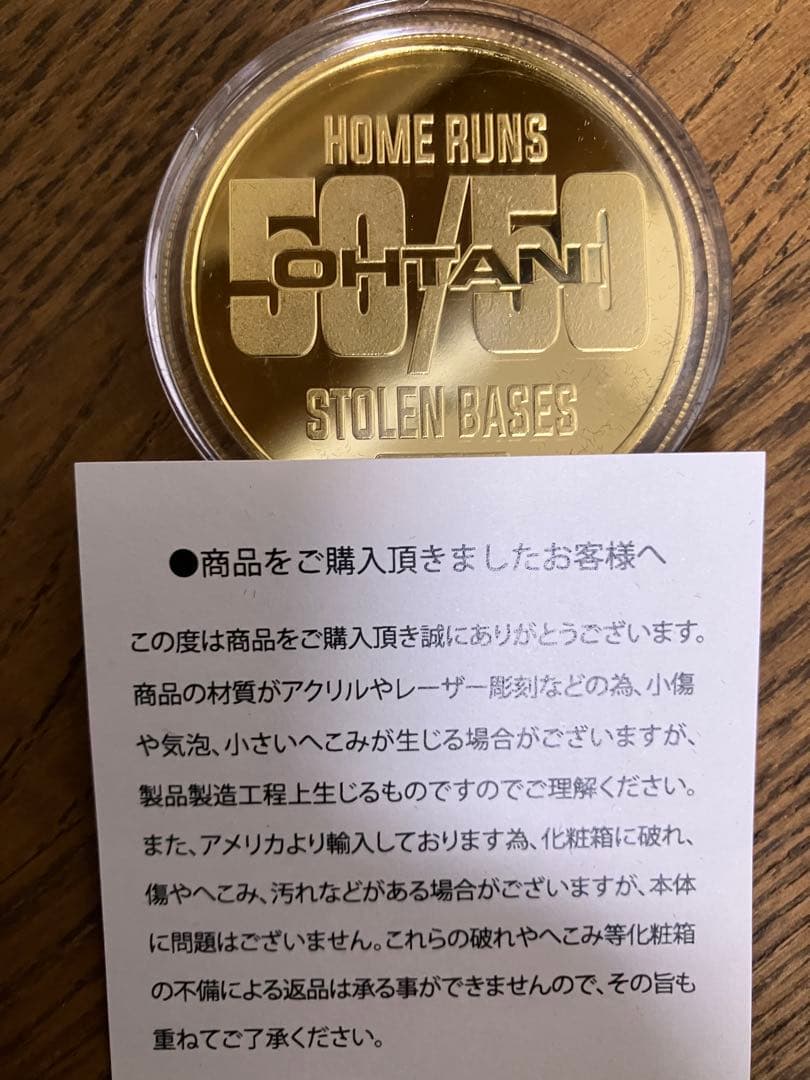 HOME RUNS
50/50
OHTANI
STOLEN BASES
●商品をご購入頂きましたお客様へ
この度は商品をご購入頂き誠にありがとうございます。
商品の材質がアクリルやレーザー彫刻などの為、小傷
や気泡、小さいへこみが生じる場合がございますが、
製品製造工程上生じるものですのでご理解ください。
また、アメリカより輸入しております為、化粧箱に破れ、
傷やへこみ、汚れなどがある場合がございますが、本体
に問題はございません。これらの破れやへこみ等化粧箱
の不備による返品は承る事ができませんので、その旨も
重ねてご了承ください。